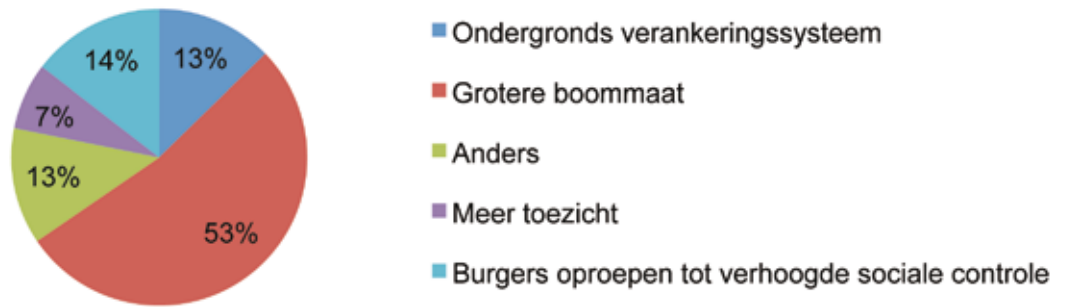 14%
13%
7%
13%
53%
Ondergronds verankeringssysteem
Grotere boommaat
Anders
Meer toezicht
Burgers oproepen tot verhoogde sociale controle